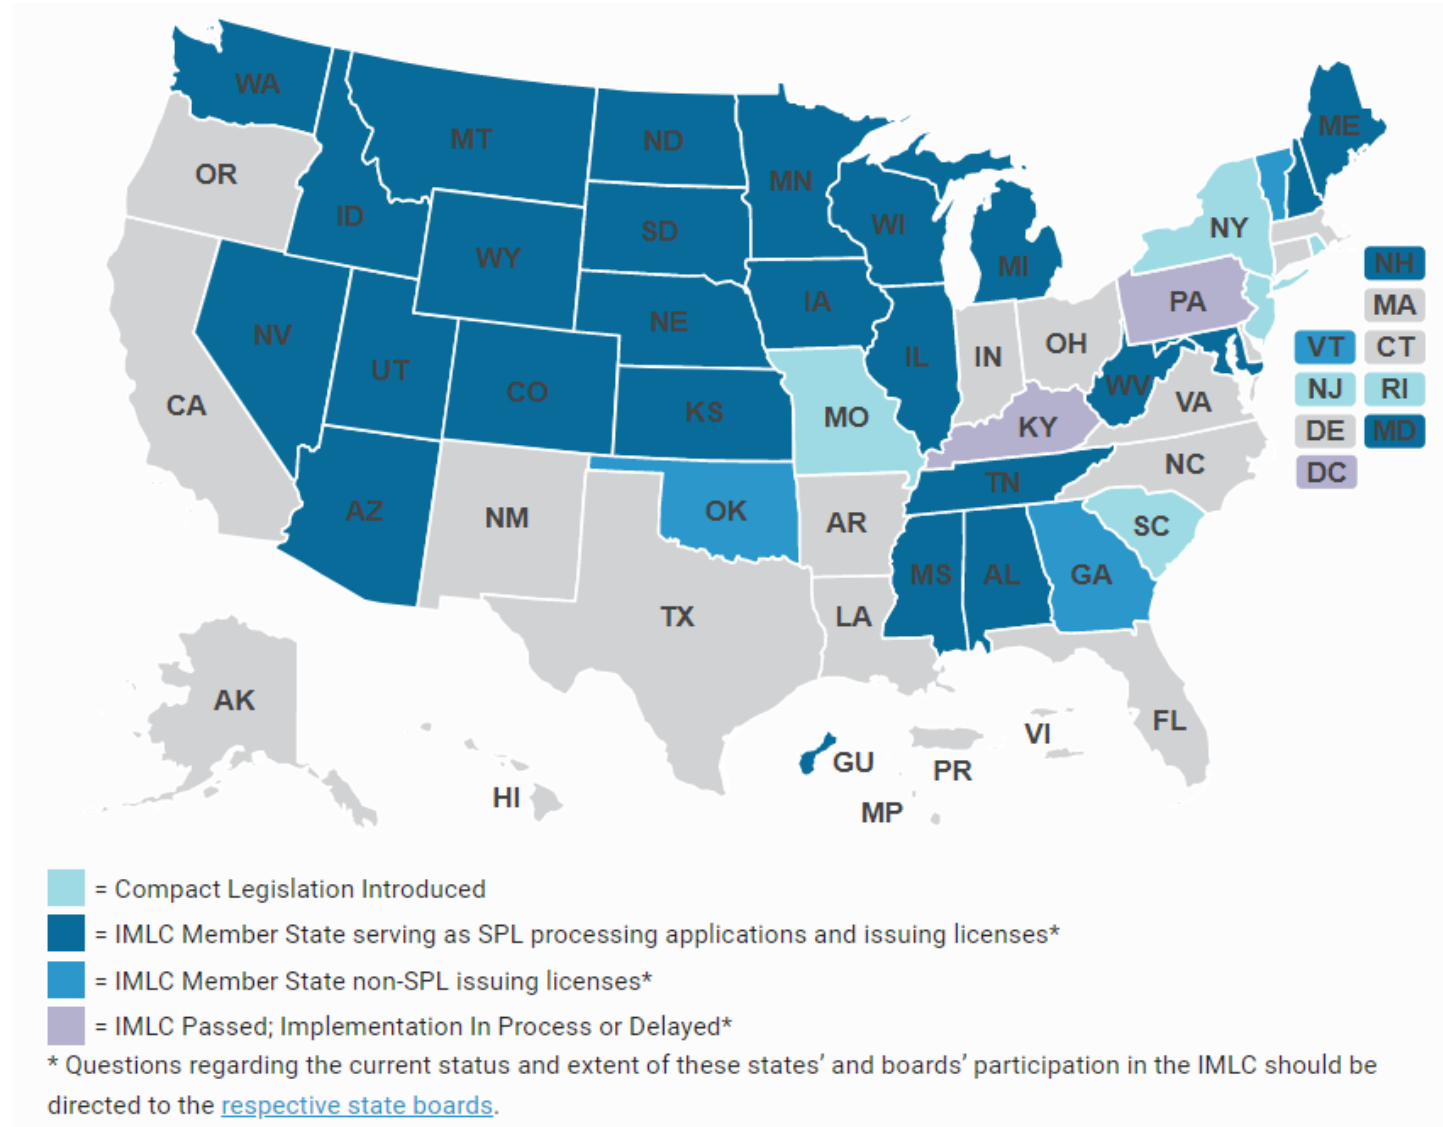 WA
ME
MT
ND
OR
MN
ID
WI
NY
SD
WY
MI
NH
PA
MA
IA
NE
NV
OH
VT
CT
IL
IN
UT
WV
NJ
RI
CO
CA
VA
KS
MO
KY
DE
MD
NC
DC
TN
AZ
OK
NM
AR
SC
MS
AL
GA
TX
LA
AK
FL
VI
GU
PR
HI
MP
= Compact Legislation Introduced
= IMLC Member State serving as SPL processing applications and issuing licenses*
= IMLC Member State non-SPL issuing licenses*
= IMLC Passed; Implementation In Process or Delayed*
* Questions regarding the current status and extent of these states’ and boards’ participation in the IMLC should be
directed to the respective state boards.